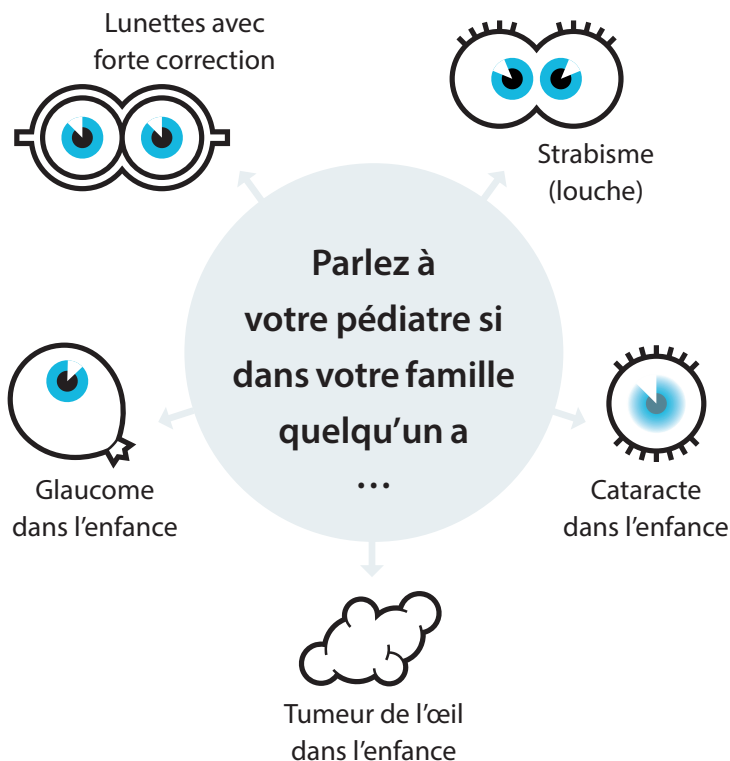 Lunettes avec
forte correction
Strabisme
(louche)
Parlez à
votre pédiatre si
dans votre famille
quelqu'un a
...
Glaucome
dans l'enfance
Cataracte
dans l'enfance
Tumeur de l'œil
dans l'enfance